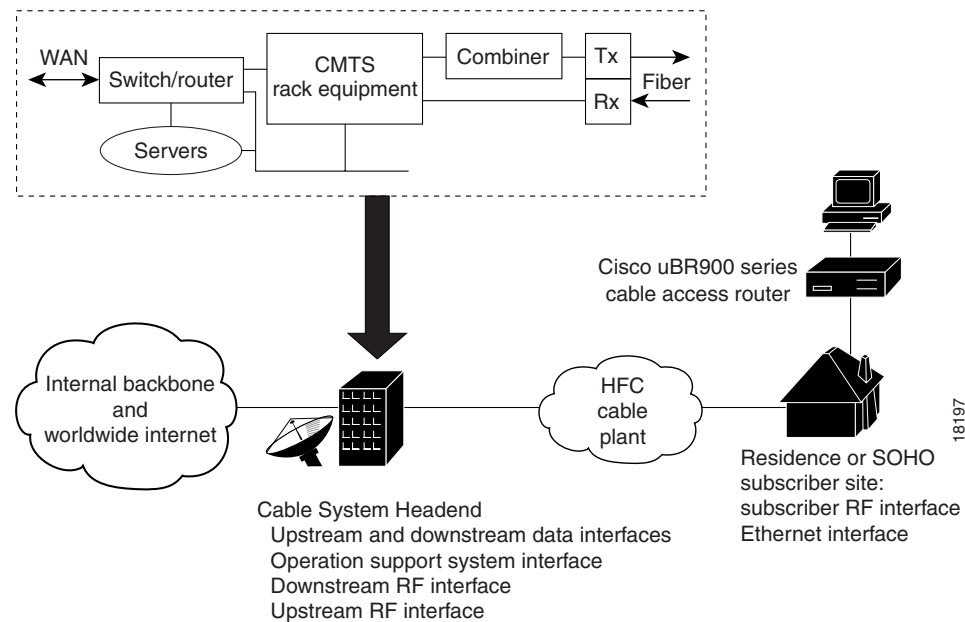 WAN
Switch/router
Servers
CMTS
rack equipment
Combiner
Tx
Rx
Fiber
Cisco uBR900 series
cable access router
Internal backbone
and
worldwide internet
HFC
cable
plant
18197
Residence or SOHO
subscriber site:
subscriber RF interface
Ethernet interface
Cable System Headend
Upstream and downstream data interfaces
Operation support system interface
Downstream RF interface
Upstream RF interface